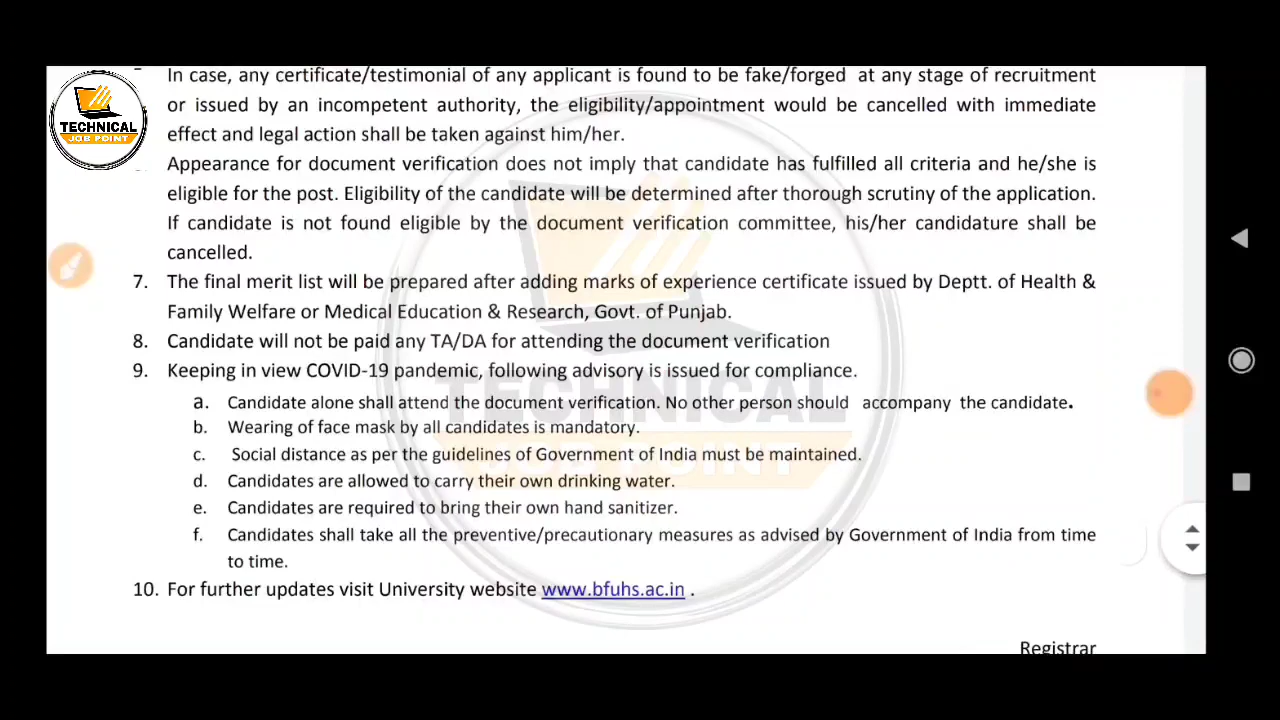 TECHNICAL
JOB POINT
In case, any certificate/testimonial of any applicant is found to be fake/forged at any stage of recruitment
or issued by an incompetent authority, the eligibility/appointment would be cancelled with immediate
effect and legal action shall be taken against him/her.
Appearance for document verification does not imply that candidate has fulfilled all criteria and he/she is
eligible for the post. Eligibility of the candidate will be determined after thorough scrutiny of the application.
If candidate is not found eligible by the document verification committee, his/her candidature shall be
cancelled.
7. The final merit list will be prepared after adding marks of experience certificate issued by Deptt. of Health &
Family Welfare or Medical Education & Research, Govt. of Punjab.
8. Candidate will not be paid any TA/DA for attending the document verification
9. Keeping in view COVID-19 pandemic, following advisory is issued for compliance.
TECHNICAL
a. Candidate alone shall attend the document verification. No other person should accompany the candidate.
b. Wearing of face mask by all candidates is mandatory.
JOB POINT
c. Social distance as per the guidelines of Government of India must be maintained.
d. Candidates are allowed to carry their own drinking water.
e. Candidates are required to bring their own hand sanitizer.
f. Candidates shall take all the preventive/precautionary measures as advised by Government of India from time
to time.
10. For further updates visit University website www.bfuhs.ac.in .
Registrar